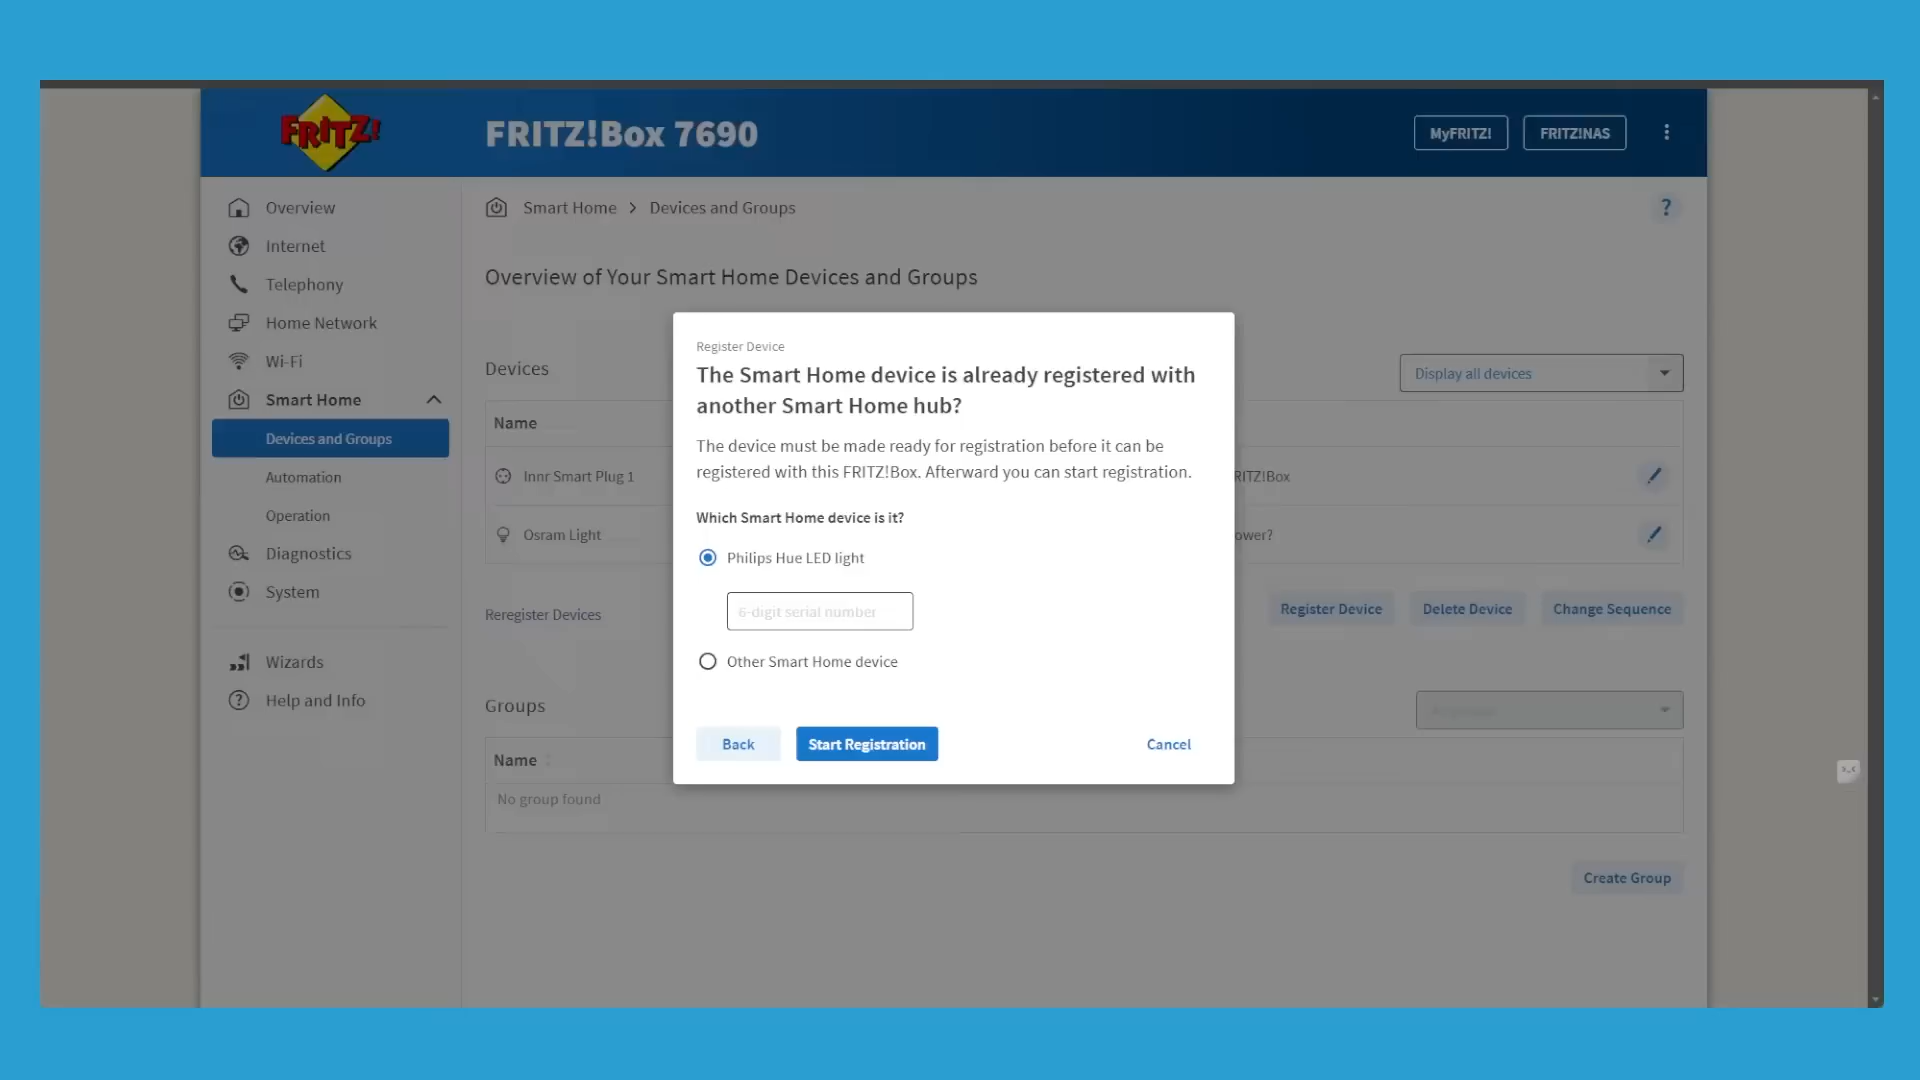 FRITZ!
FRITZ!Box 7690
MyFRITZ!
FRITZ!NAS
Overview
Internet
Telephony
Home Network
Wi-Fi
Smart Home
Devices and Groups
Automation
Operation
Diagnostics
System
Wizards
Help and Info
Smart Home > Devices and Groups
?
Overview of Your Smart Home Devices and Groups
Devices
Display all devices
Name
Innr Smart Plug 1
RITZ!Box
Osram Light
ower?
Reregister Devices
Register Device
Delete Device
Change Sequence
Groups
Name
No group found
Create Group
Register Device
The Smart Home device is already registered with
another Smart Home hub?
The device must be made ready for registration before it can be
registered with this FRITZ!Box. Afterward you can start registration.
Which Smart Home device is it?
Philips Hue LED light
6-digit serial number
Other Smart Home device
Back
Start Registration
Cancel